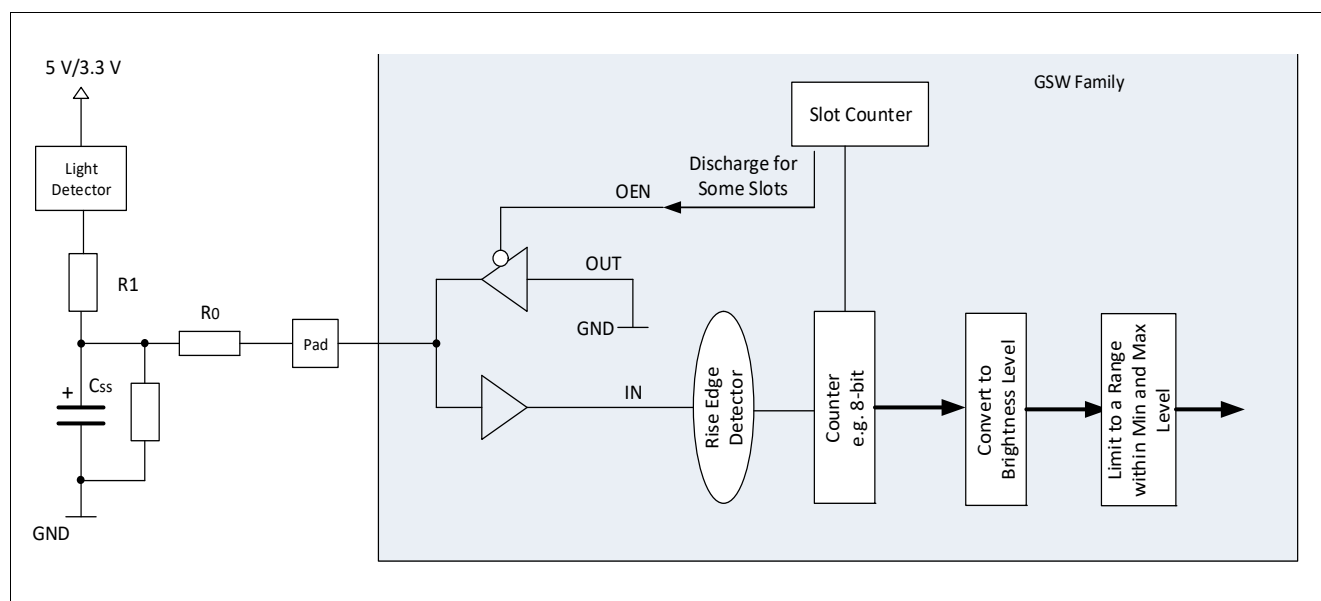 5 V/3.3 V
GSW Family
Slot Counter
Light
Detector
Discharge for
Some Slots
OEN
R1
OUT
R0
GND
Pad
Css
+
IN
Rise Edge
Detector
Counter
e.g. 8-bit
Convert to
Brightness Level
Limit to a Range
within Min and Max
Level
GND